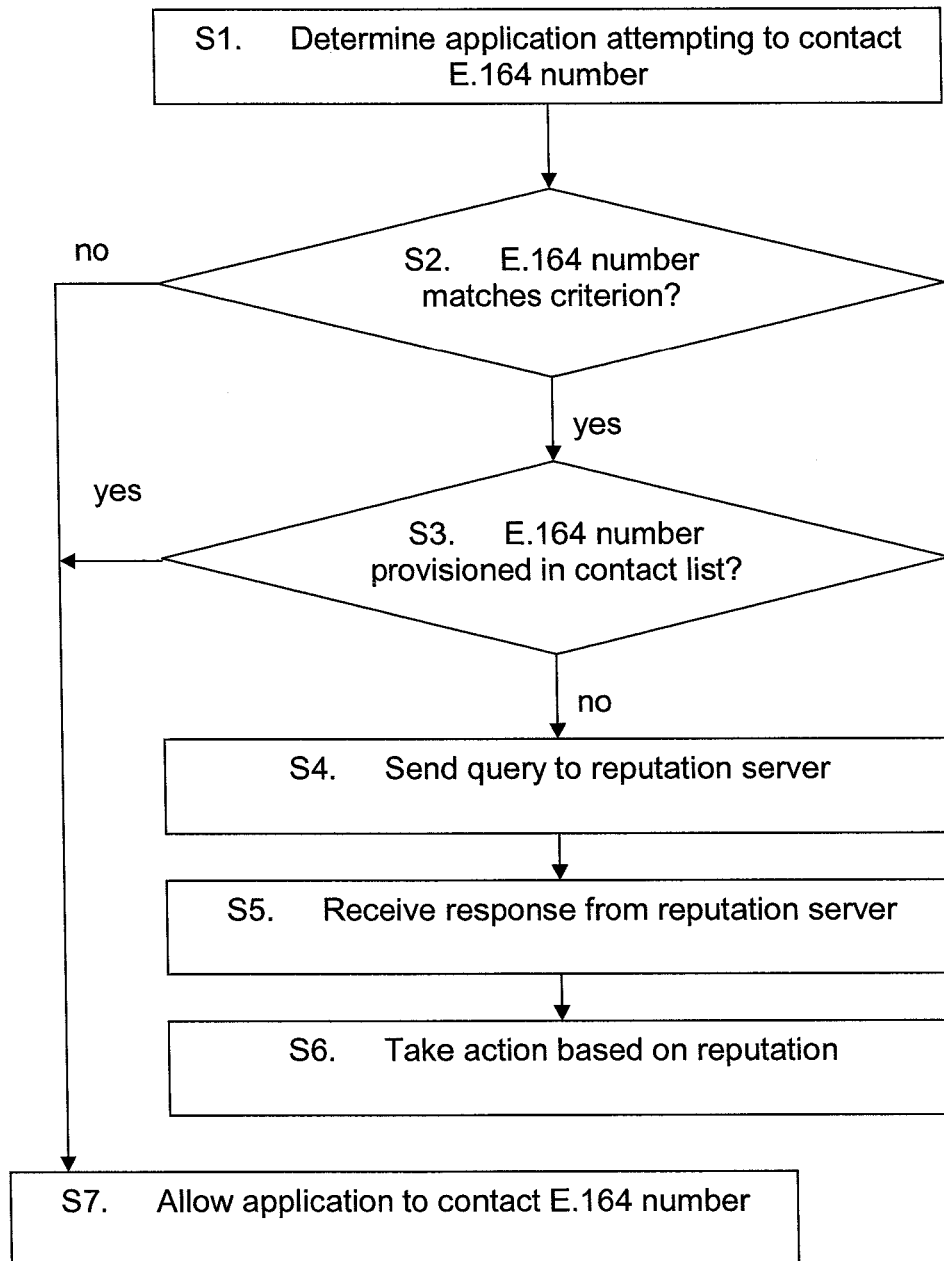 S1. Determine application attempting to contact
E.164 number
no
S2. E.164 number
matches criterion?
yes
yes
S3. E.164 number
provisioned in contact list?
no
S4. Send query to reputation server
S5. Receive response from reputation server
S6. Take action based on reputation
S7. Allow application to contact E.164 number